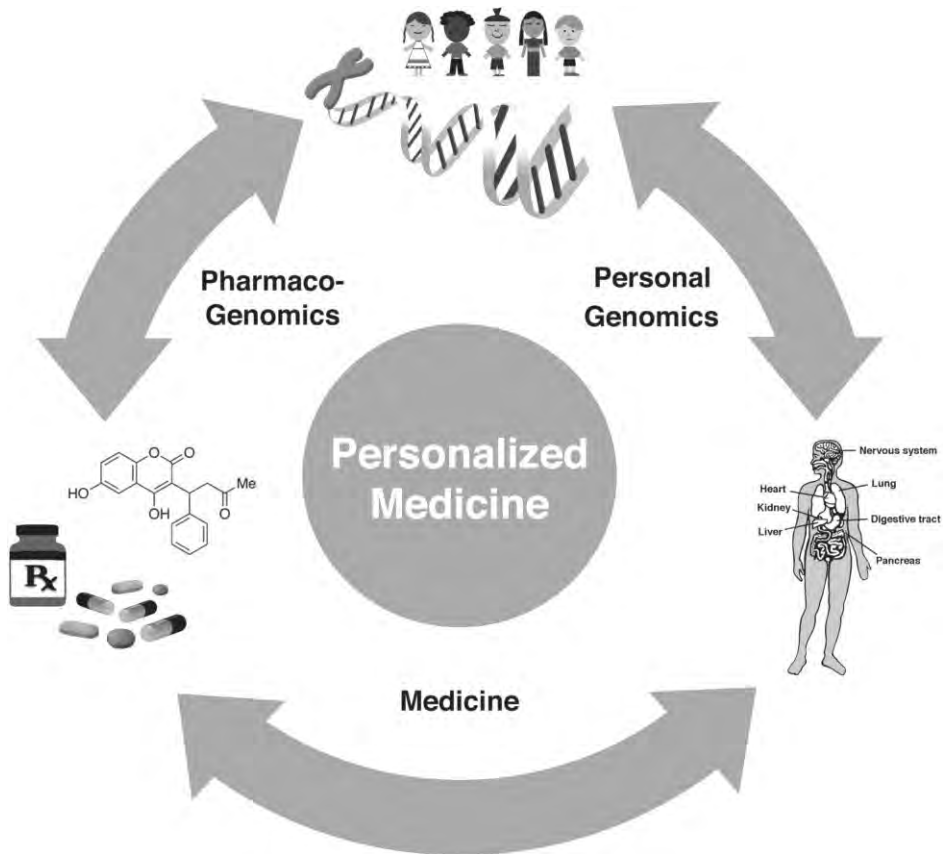 Pharmaco-
Genomics
Personal
Genomics
Personalized
Medicine
O
O
HO
OH
O
Me
Rx
Nervous system
Heart
Lung
Kidney
Digestive tract
Liver
Pancreas
Medicine